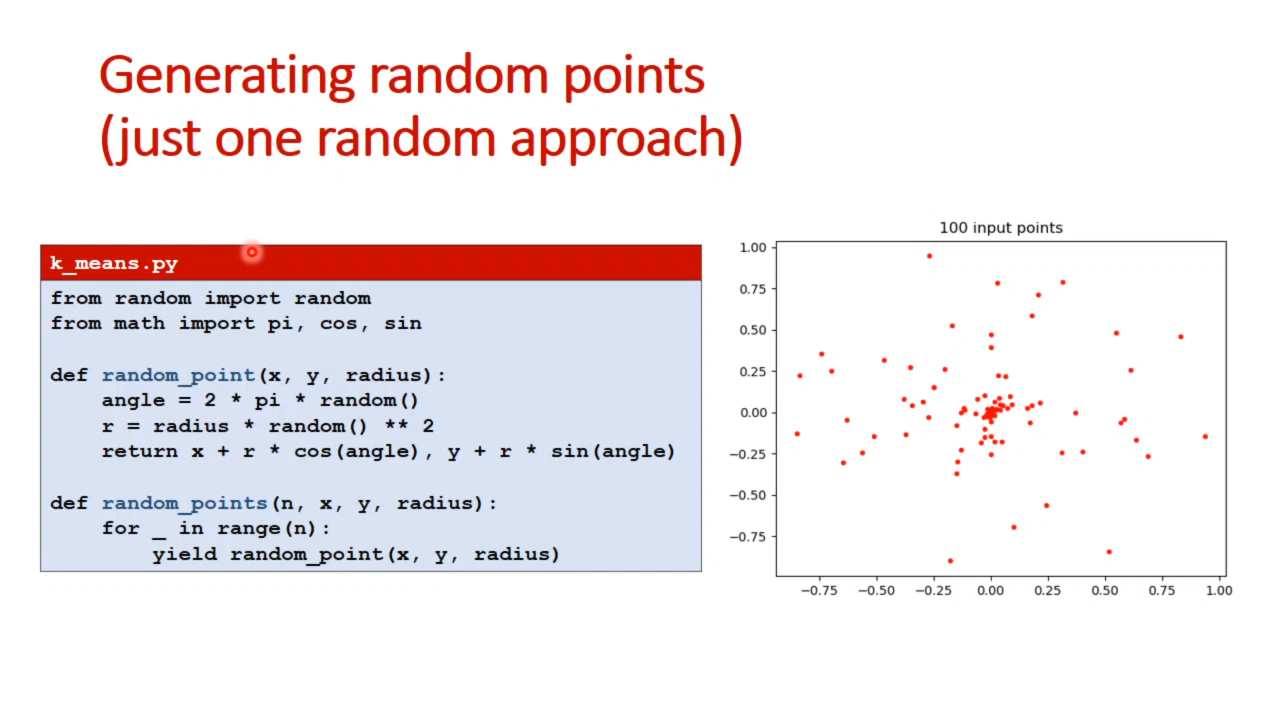 Generating random points
(just one random approach)
k_means.py
from random import random
from math import pi, cos, sin
def random_point(x, y, radius):
    angle = 2 * pi * random()
    r = radius * random() ** 2
    return x + r * cos(angle), y + r * sin(angle)
def random_points(n, x, y, radius):
    for _ in range(n):
        yield random_point(x, y, radius)
100 input points
1.00
0.75
0.50
0.25
0.00
−0.25
−0.50
−0.75
−0.75 −0.50 −0.25 0.00 0.25 0.50 0.75 1.00